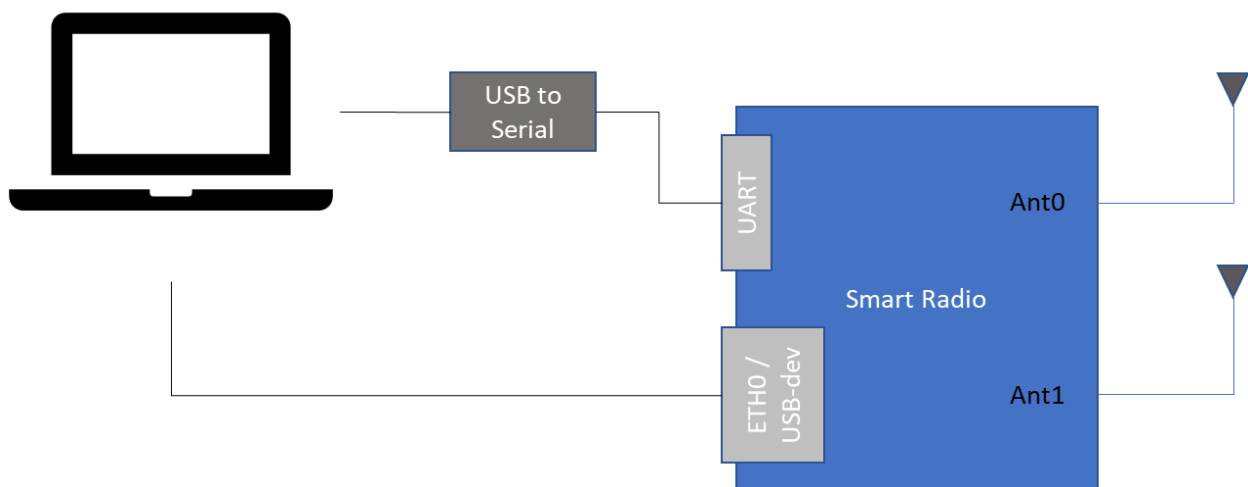 USB to
Serial
UART
Ant0
Smart Radio
ETH0 /
USB-dev
Ant1